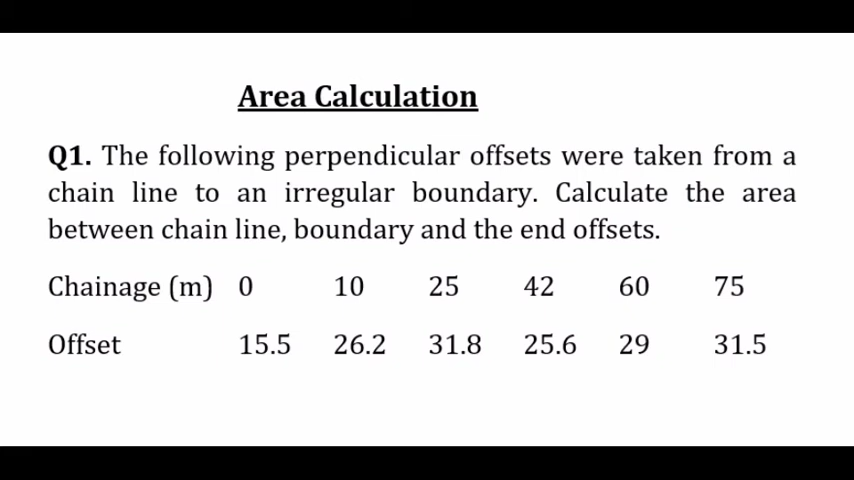 Area Calculation
Q1. The following perpendicular offsets were taken from a
chain line to an irregular boundary. Calculate the area
between chain line, boundary and the end offsets.
Chainage (m) 0 10 25 42 60 75
Offset 15.5 26.2 31.8 25.6 29 31.5